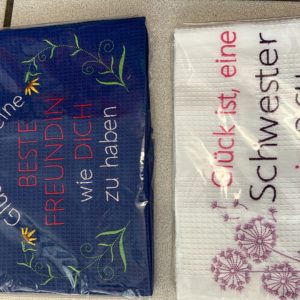 eine
BESTE
FREUNDIN
wie DICH
zu haben
Glück ist, eine
Schwester